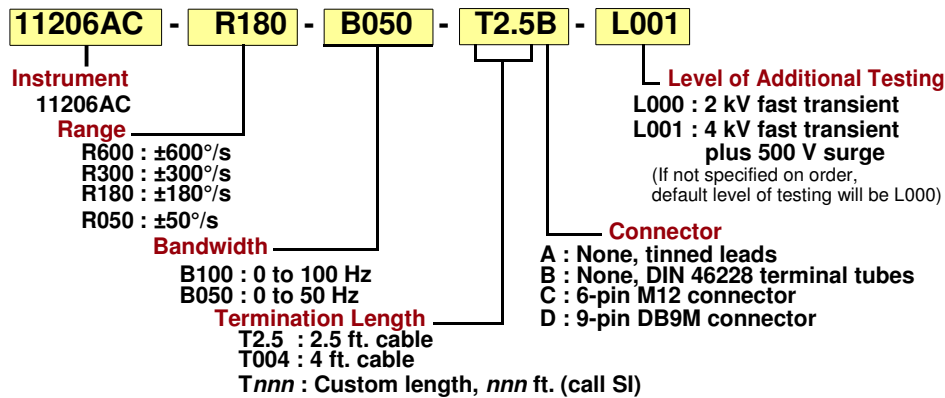 11206AC - R180 - B050 - T2.5B - L001
Instrument
11206AC
Range
R600 : ±600°/s
R300 : ±300°/s
R180 : ±180°/s
R050 : ±50°/s
Bandwidth
B100 : 0 to 100 Hz
B050 : 0 to 50 Hz
Termination Length
T2.5 : 2.5 ft. cable
T004 : 4 ft. cable
Tnnn : Custom length, nnn ft. (call SI)
Level of Additional Testing
L000 : 2 kV fast transient
L001 : 4 kV fast transient
plus 500 V surge
(If not specified on order,
default level of testing will be L000)
Connector
A : None, tinned leads
B : None, DIN 46228 terminal tubes
C : 6-pin M12 connector
D : 9-pin DB9M connector